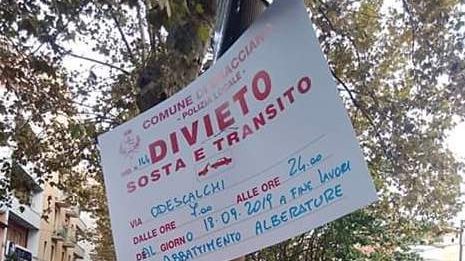 COMUNE DI BRACCIANO
- POLIZIA LOCALE -
DIVIETO
SOSTA E TRANSITO
VIA ODESCALCHI
DALLE ORE 7.00 ALLE ORE 24.00
DEL GIORNO 18.09.2019 A FINE LAVORI
ABBATTIMENTO ALBERATURE